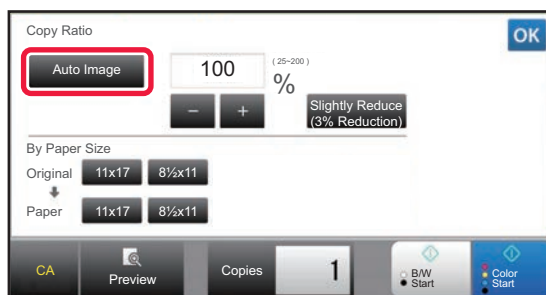 Copy Ratio
OK
Auto Image
100
( 25~200 )
%
－ ＋
Slightly Reduce
(3% Reduction)
By Paper Size
Original 11x17 8½x11
Paper 11x17 8½x11
CA
Preview
Copies
1
B/W
Start
Color
Start